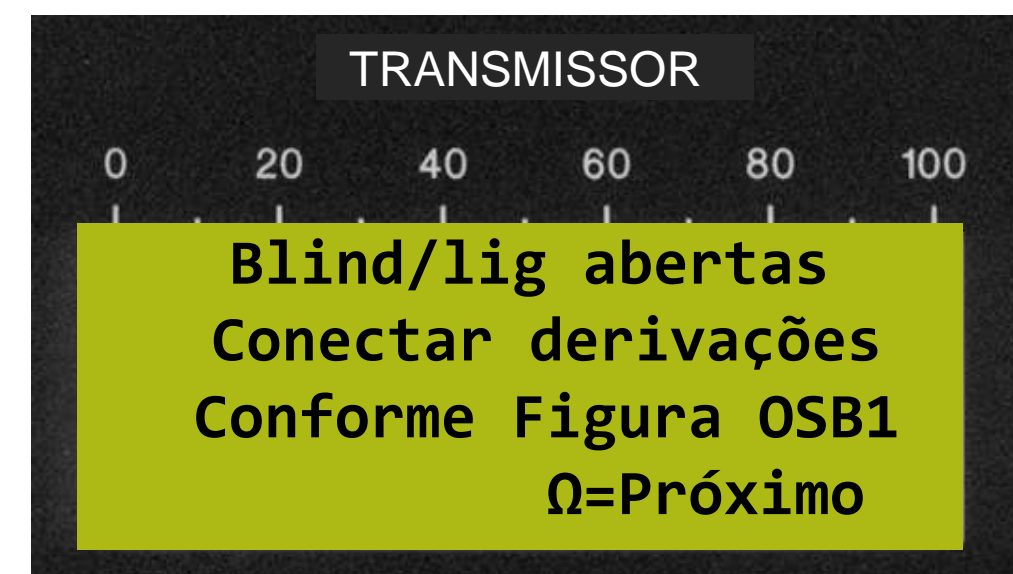 TRANSMISSOR
0 20 40 60 80 100
Blind/lig abertas
Conectar derivações
Conforme Figura OSB1
Ω=Próximo